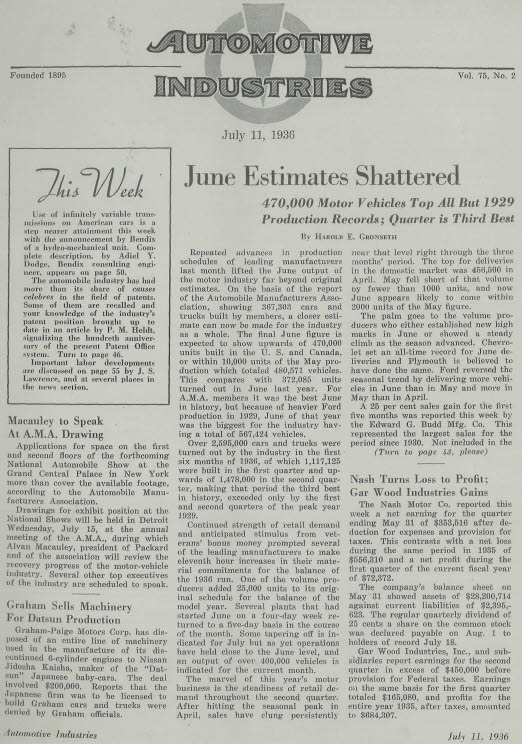 AUTOMOTIVE
INDUSTRIES
Founded 1895
Vol. 75, No. 2
July 11, 1936
This Week
Use of infinitely variable trans-
missions on American cars is a
step nearer attainment this week
with the announcement by Bendix
of a hydro-mechanical unit. Com-
plete description, by Adiel Y.
Dodge, Bendix consulting engi-
neer, appears on page 50.
The automobile industry has had
more than its share of causes
celebres in the field of patents.
Some of them are recalled and
your knowledge of the industry's
patent position brought up to
date in an article by P. M. Heldt,
signalizing the hundredth anniver-
sary of the present Patent Office
System. Turn to page 46.
Important labor developments
are discussed on page 55 by J. S.
Lawrence, and at several places in
the news section.
Macauley to Speak
At A.M.A. Drawing
Applications for space on the first
and second floors of the forthcoming
National Automobile Show at the
Grand Central Palace in New York
more than cover the available footage,
according to the Automobile Manu-
facturers Association.
Drawings for exhibit position at the
National Shows will be held in Detroit
Wednesday, July 15, at the annual
meeting of the A.M.A., during which
Alvan Macauley, president of Packard
and of the association will review the
recovery progress of the motor-vehicle
industry. Several other top executives
of the industry are scheduled to speak.
Graham Sells Machinery
For Datsun Production
Graham-Paige Motors Corp. has dis-
posed of an entire line of machinery
used in the manufacture of its dis-
continued 6-cylinder engines to Nissan
Jidosha Kaisha, maker of the "Dat-
sun" Japanese baby-cars. The deal
involved $200,000. Reports that the
Japanese firm was to be licensed to
build Graham cars and trucks were
denied by Graham officials.
June Estimates Shattered
470,000 Motor Vehicles Top All But 1929
Production Records; Quarter is Third Best
By Harold E. Gronseth
Repeated advances in production
schedules of leading manufacturers
last month lifted the June output of
the motor industry far beyond original
estimates. On the basis of the report
of the Automobile Manufacturers Asso-
ciation, showing 367,303 cars and
trucks built by members, a closer esti-
mate can now be made for the industry
as a whole. The final June figure is
expected to show upwards of 470,000
units built in the U. S. and Canada,
or within 10,000 units of the May pro-
duction which totaled 480,571 vehicles.
This compares with 372,085 units
turned out in June last year. For
A.M.A. members it was the best June
in history, but because of heavier Ford
production in 1929, June of that year
was the biggest for the industry hav-
ing a total of 567,424 vehicles.
Over 2,595,000 cars and trucks were
turned out by the industry in the first
six months of 1936, of which 1,117,125
were built in the first quarter and up-
wards of 1,478,000 in the second quar-
ter, making that period the third best
in history, exceeded only by the first
and second quarters of the peak year
1929.
Continued strength of retail demand
and anticipated stimulus from vet-
erans' bonus money prompted several
of the leading manufacturers to make
eleventh hour increases in their mate-
rial commitments for the balance of
the 1936 run. One of the volume pro-
ducers added 25,000 units to its orig-
inal schedule for the balance of the
model year. Several plants that had
started June on a four-day week re-
turned to a five-day basis in the course
of the month. Some tapering off is in-
dicated for July but as yet operations
have held close to the June level, and
an output of over 400,000 vehicles is
indicated for the current month.
The marvel of this year's motor
business is the steadiness of retail de-
mand throughout the second quarter.
After hitting the seasonal peak in
April, sales have clung persistently
near that level right through the three
months' period. The top for deliveries
in the domestic market was 456,500 in
April. May fell short of that volume
by fewer than 1000 units, and now
June appears likely to come within
2000 units of the May figure.
The palm goes to the volume pro-
ducers who either established new high
marks in June or showed a steady
climb as the season advanced. Chevro-
let set an all-time record for June de-
liveries and Plymouth is believed to
have done the same. Ford reversed the
seasonal trend by delivering more vehi-
cles in June than in May and more in
May than in April.
A 25 per cent sales gain for the first
five months was reported this week by
the Edward G. Budd Mfg. Co. This
represented the largest sales for the
period since 1930. Not included in the
(Turn to page 43, please)
Nash Turns Loss to Profit;
Gar Wood Industries Gains
The Nash Motor Co. reported this
week a net earning for the quarter
ending May 31 of $353,516 after de-
duction for expenses and provision for
taxes. This contrasts with a net loss
during the same period in 1935 of
$556,310 and a net profit during the
first quarter of the current fiscal year
of $72,372.
The company's balance sheet on
May 31 showed assets of $28,200,714
against current liabilities of $2,395,-
623. The regular quarterly dividend of
25 cents a share on the common stock
was declared payable on Aug. 1 to
holders of record July 18.
Gar Wood Industries, Inc., and sub-
sidiaries report earnings for the second
quarter in excess of $450,000 before
provision for Federal taxes. Earnings
on the same basis for the first quarter
totaled $165,080, and profits for the
entire year 1935, after taxes, amounted
to $684,307.
Automotive Industries
July 11, 1936